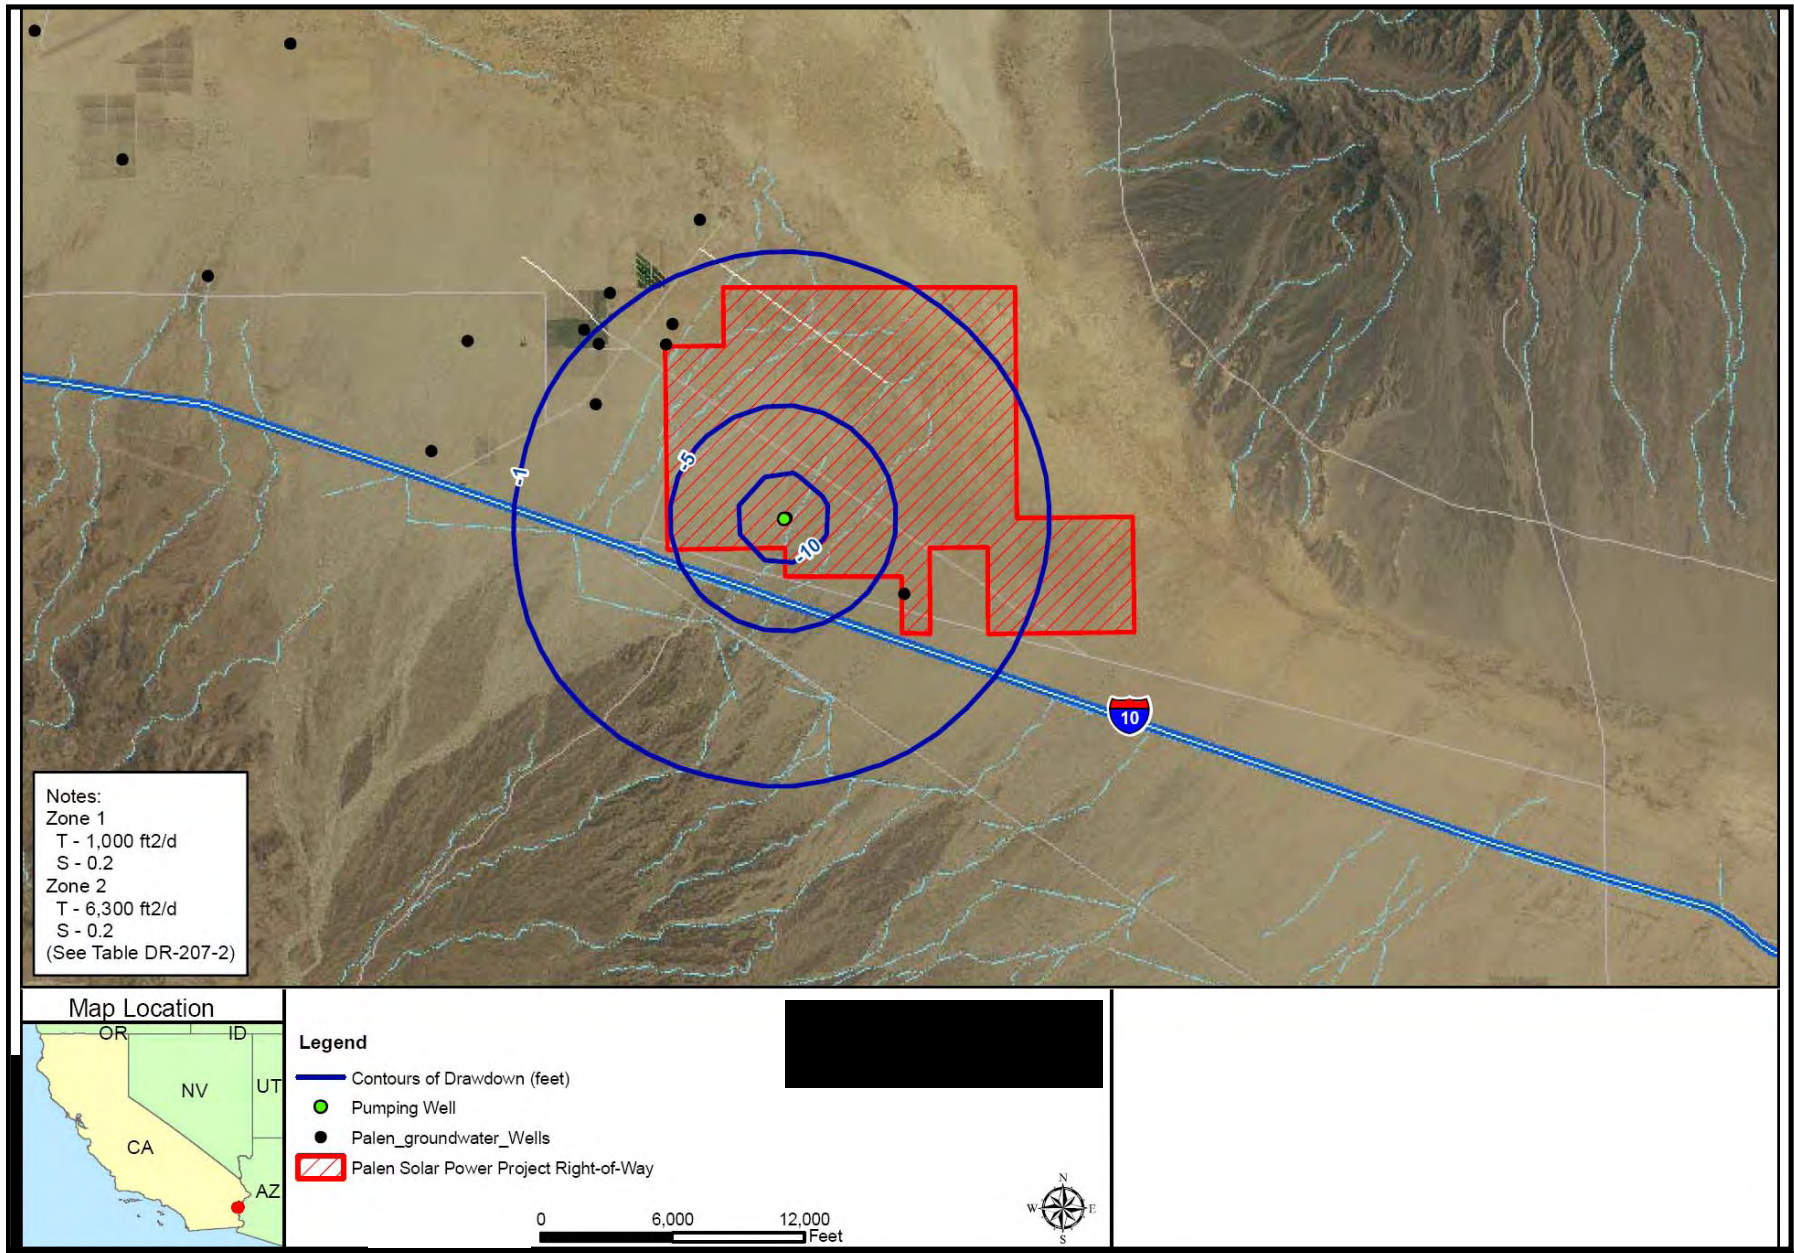 -1
-5
-10
10
Notes:
Zone 1
T - 1,000 ft2/d
S - 0.2
Zone 2
T - 6,300 ft2/d
S - 0.2
(See Table DR-207-2)
Map Location
OR
ID
NV
UT
CA
AZ
Legend
Contours of Drawdown (feet)
Pumping Well
Palen_groundwater_Wells
Palen Solar Power Project Right-of-Way
0 6,000 12,000
Feet
N
W E
S